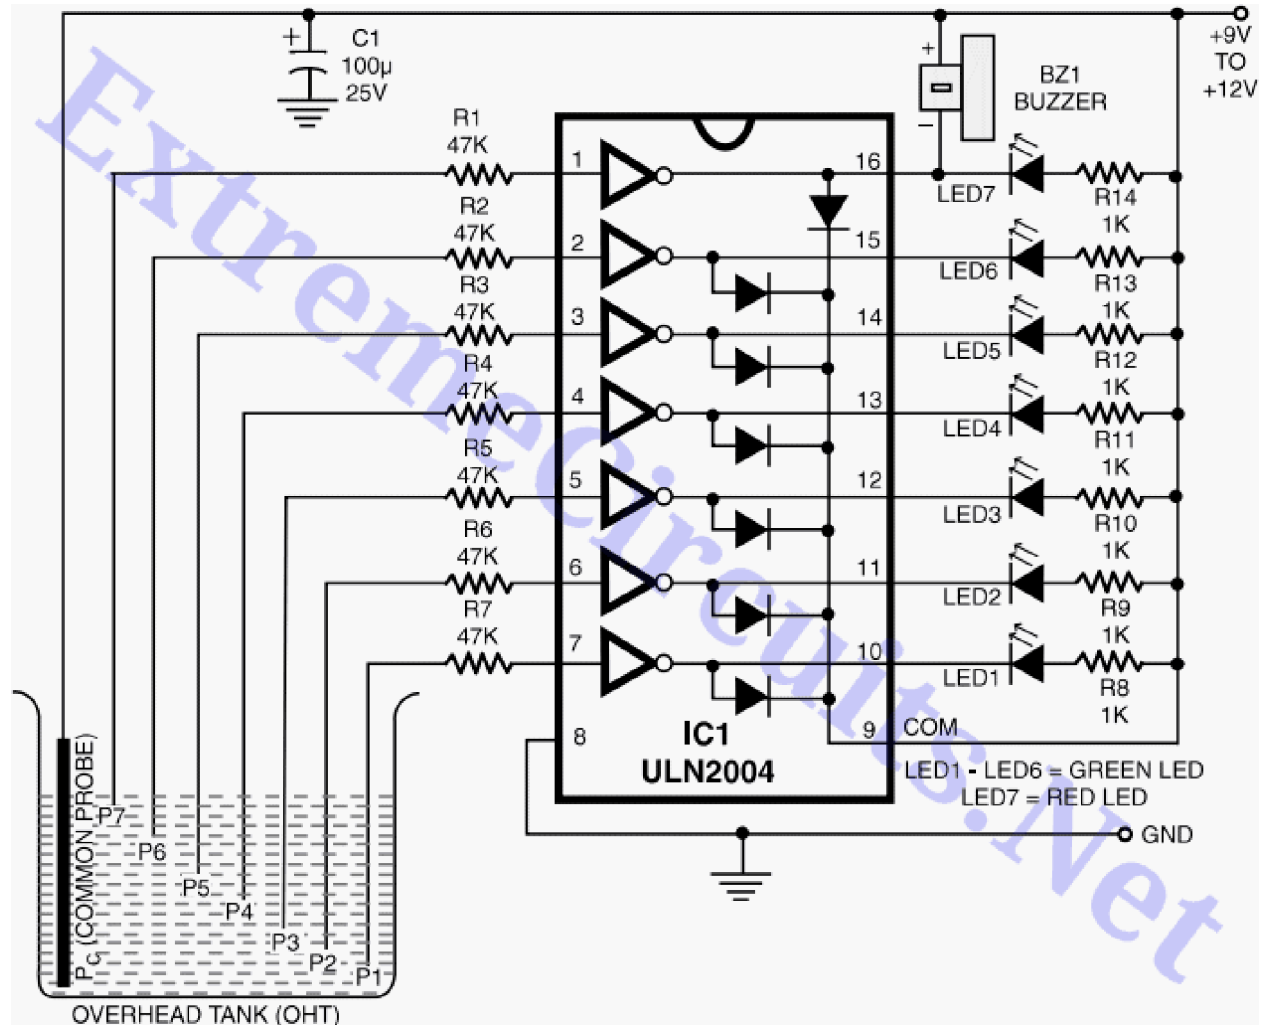 +
C1
100µ
25V
+9V
TO
+12V
+
BZ1
BUZZER
−
R1
47K
1
16
LED7
R14
1K
R2
47K
2
15
LED6
R13
1K
R3
47K
3
14
LED5
R12
1K
R4
47K
4
13
LED4
R11
1K
R5
47K
5
12
LED3
R10
1K
R6
47K
6
11
LED2
R9
1K
R7
47K
7
10
LED1
R8
1K
8
IC1
ULN2004
9
COM
LED1 - LED6 = GREEN LED
LED7 = RED LED
GND
PC (COMMON PROBE)
P7
P6
P5
P4
P3
P2
P1
OVERHEAD TANK (OHT)
ExtremeCircuits.Net